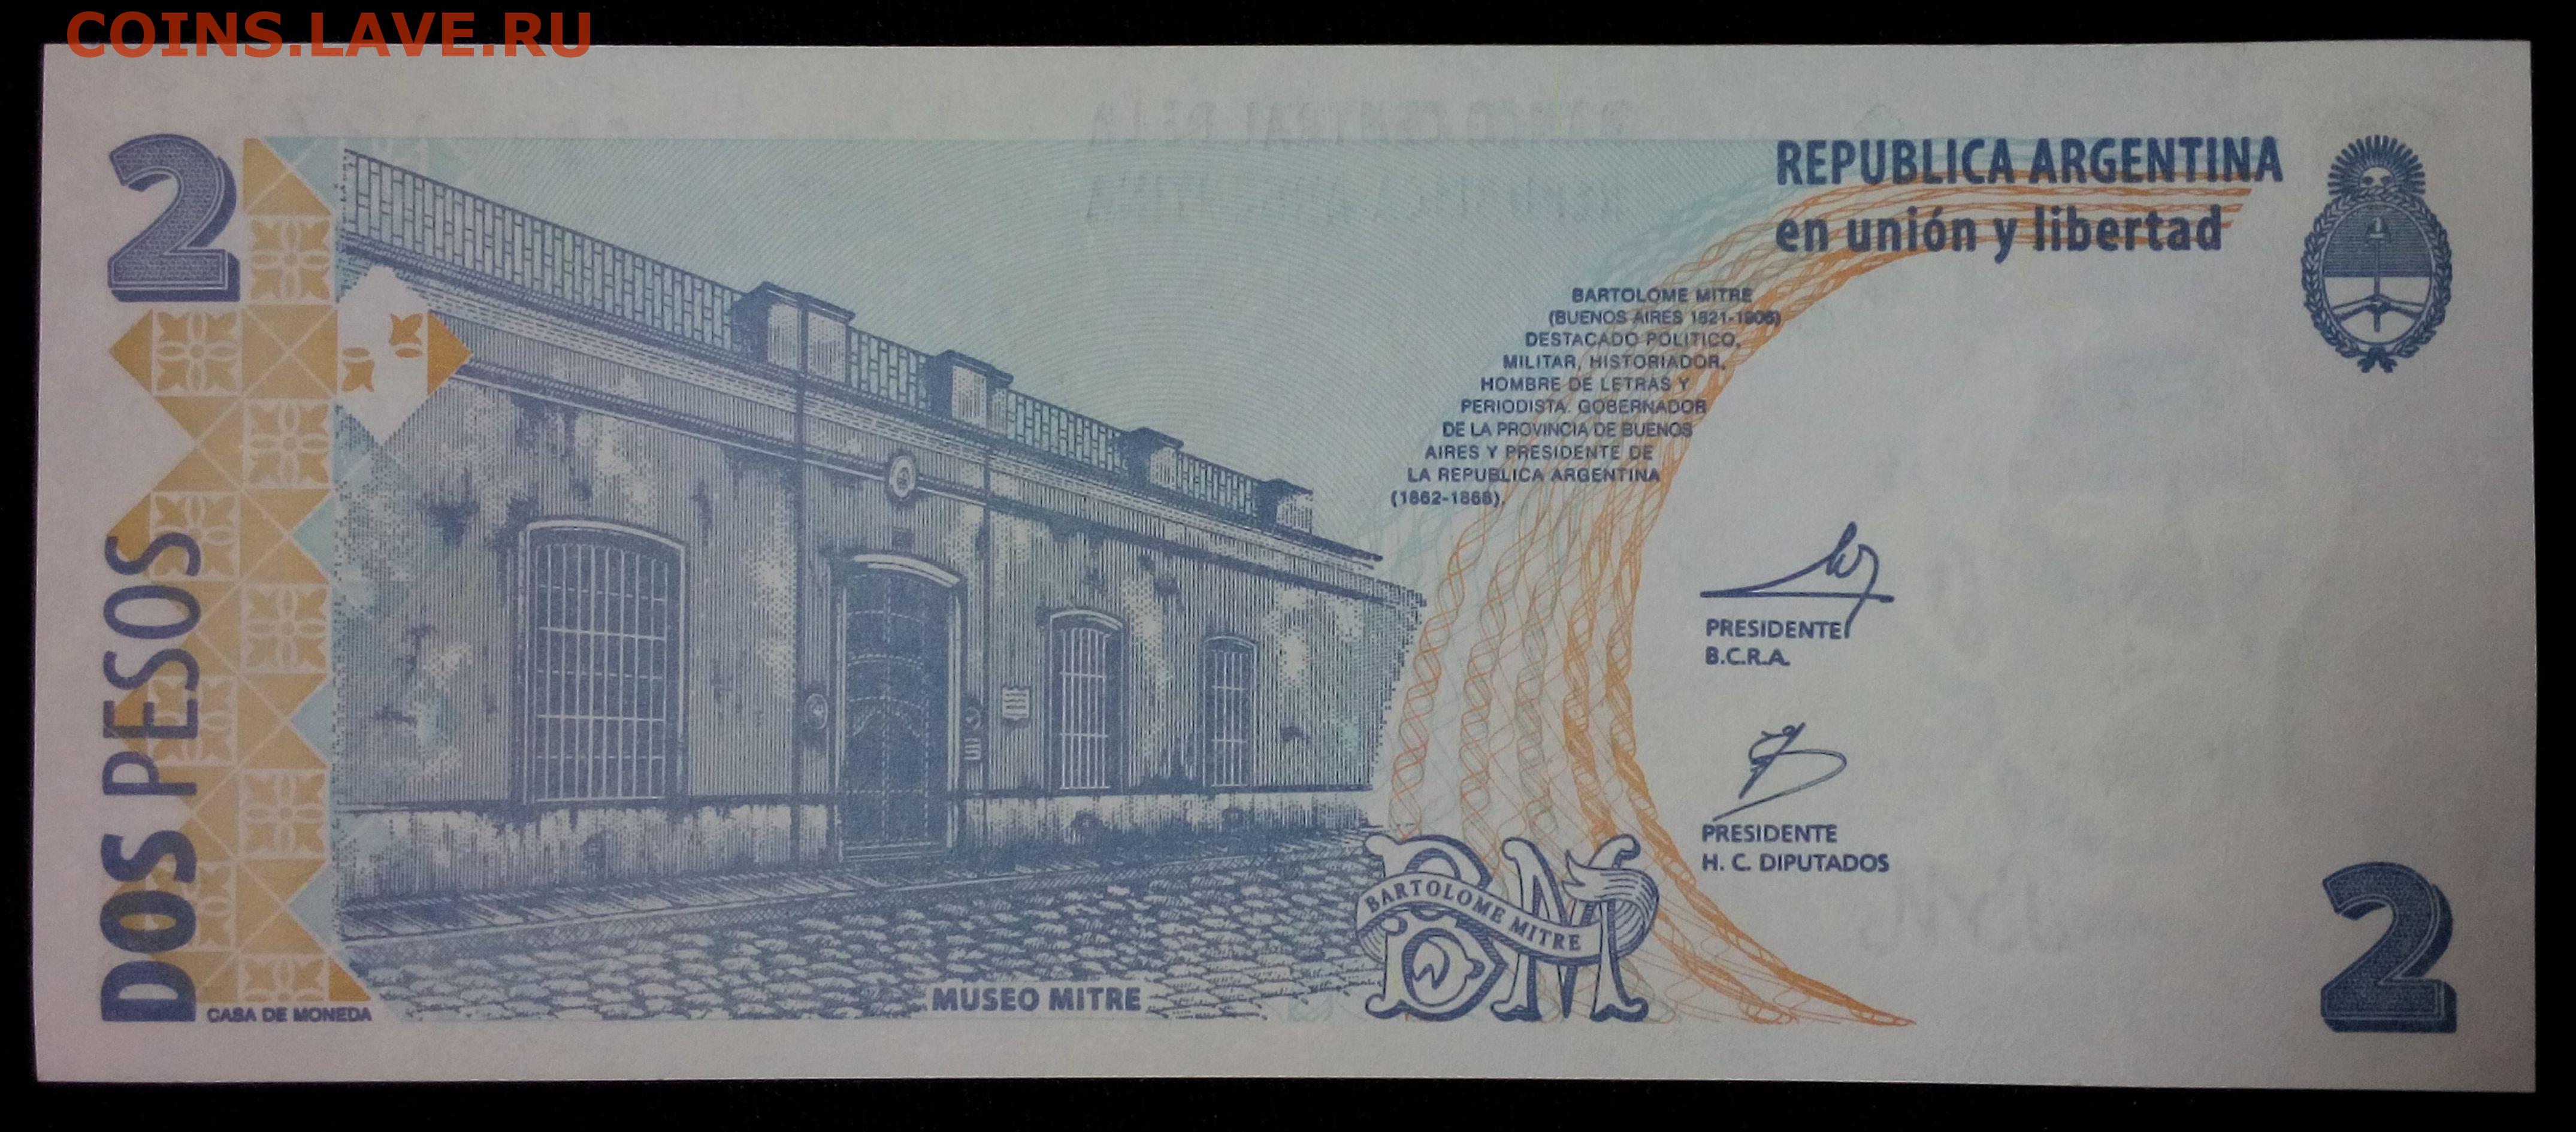 COINS.LAVE.RU
2
REPUBLICA ARGENTINA
en unión y libertad
BARTOLOME MITRE
(BUENOS AIRES 1821-1906)
DESTACADO POLITICO,
MILITAR, HISTORIADOR,
HOMBRE DE LETRAS Y
PERIODISTA. GOBERNADOR
DE LA PROVINCIA DE BUENOS
AIRES Y PRESIDENTE DE
LA REPUBLICA ARGENTINA
(1862-1868).
PRESIDENTE
B.C.R.A.
PRESIDENTE
H. C. DIPUTADOS
DOS PESOS
CASA DE MONEDA
MUSEO MITRE
BM
BARTOLOME MITRE
2